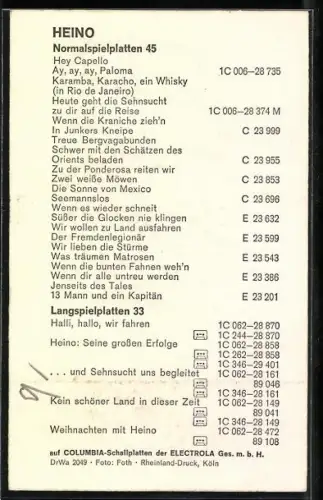 HEINO
Normalspielplatten 45
Hey Capello
Ay, ay, ay, Paloma 1C 006–28 735
Karamba, Karacho, ein Whisky
(in Rio de Janeiro)
Heute geht die Sehnsucht
zu dir auf die Reise 1C 006–28 374 M
Wenn die Kraniche zieh'n
In Junkers Kneipe C 23 999
Treue Bergvagabunden
Schwer mit den Schätzen des
Orients beladen C 23 955
Zu der Ponderosa reiten wir
Zwei weiße Möwen C 23 853
Die Sonne von Mexico
Seemannslos C 23 696
Wenn es wieder schneit
Süßer die Glocken nie klingen E 23 632
Wir wollen zu Land ausfahren
Der Fremdenlegionär E 23 599
Wir lieben die Stürme
Was träumen Matrosen E 23 543
Wenn die bunten Fahnen weh'n
Wenn dir alle untreu werden E 23 386
Jenseits des Tales
13 Mann und ein Kapitän E 23 201
Langspielplatten 33
Halli, hallo, wir fahren 1C 062–28 870
1C 244–28 870
Heino: Seine großen Erfolge 1C 062–28 858
1C 262–28 858
1C 346–29 401
. . . und Sehnsucht uns begleitet 1C 062–28 161
89 046
1C 346–28 161
Kein schöner Land in dieser Zeit 1C 062–28 149
89 041
1C 346–28 149
Weihnachten mit Heino 1C 062–28 472
89 108
auf COLUMBIA-Schallplatten der ELECTROLA Ges. m. b. H.
DrWa 2049 · Foto: Foth · Rheinland-Druck, Köln